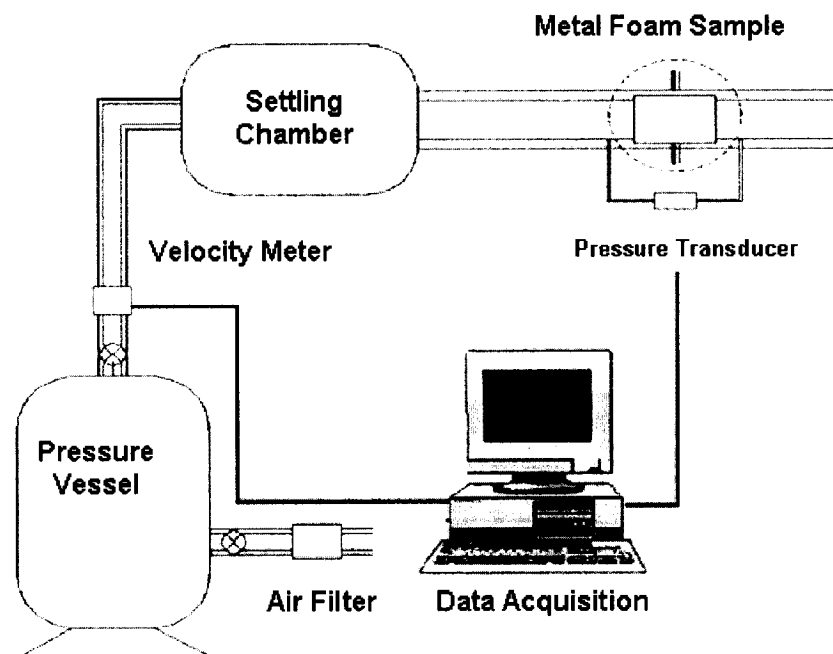 Metal Foam Sample
Settling
Chamber
Velocity Meter
Pressure Transducer
Pressure
Vessel
Air Filter
Data Acquisition